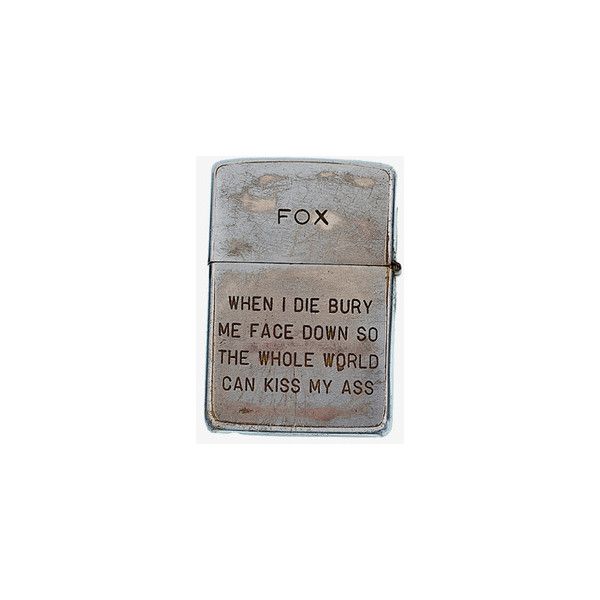 FOX
WHEN I DIE BURY
ME FACE DOWN SO
THE WHOLE WORLD
CAN KISS MY ASS